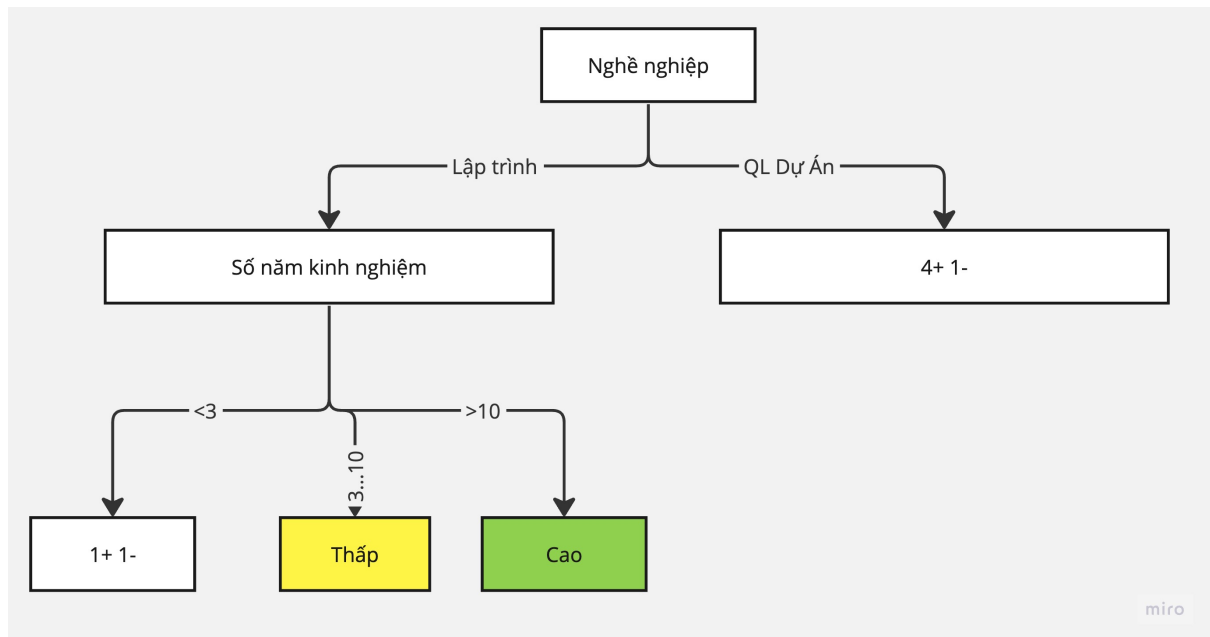 Nghề nghiệp
Lập trình
QL Dự Án
Số năm kinh nghiệm
4+ 1-
<3
3...10
>10
1+ 1-
Thấp
Cao
miro